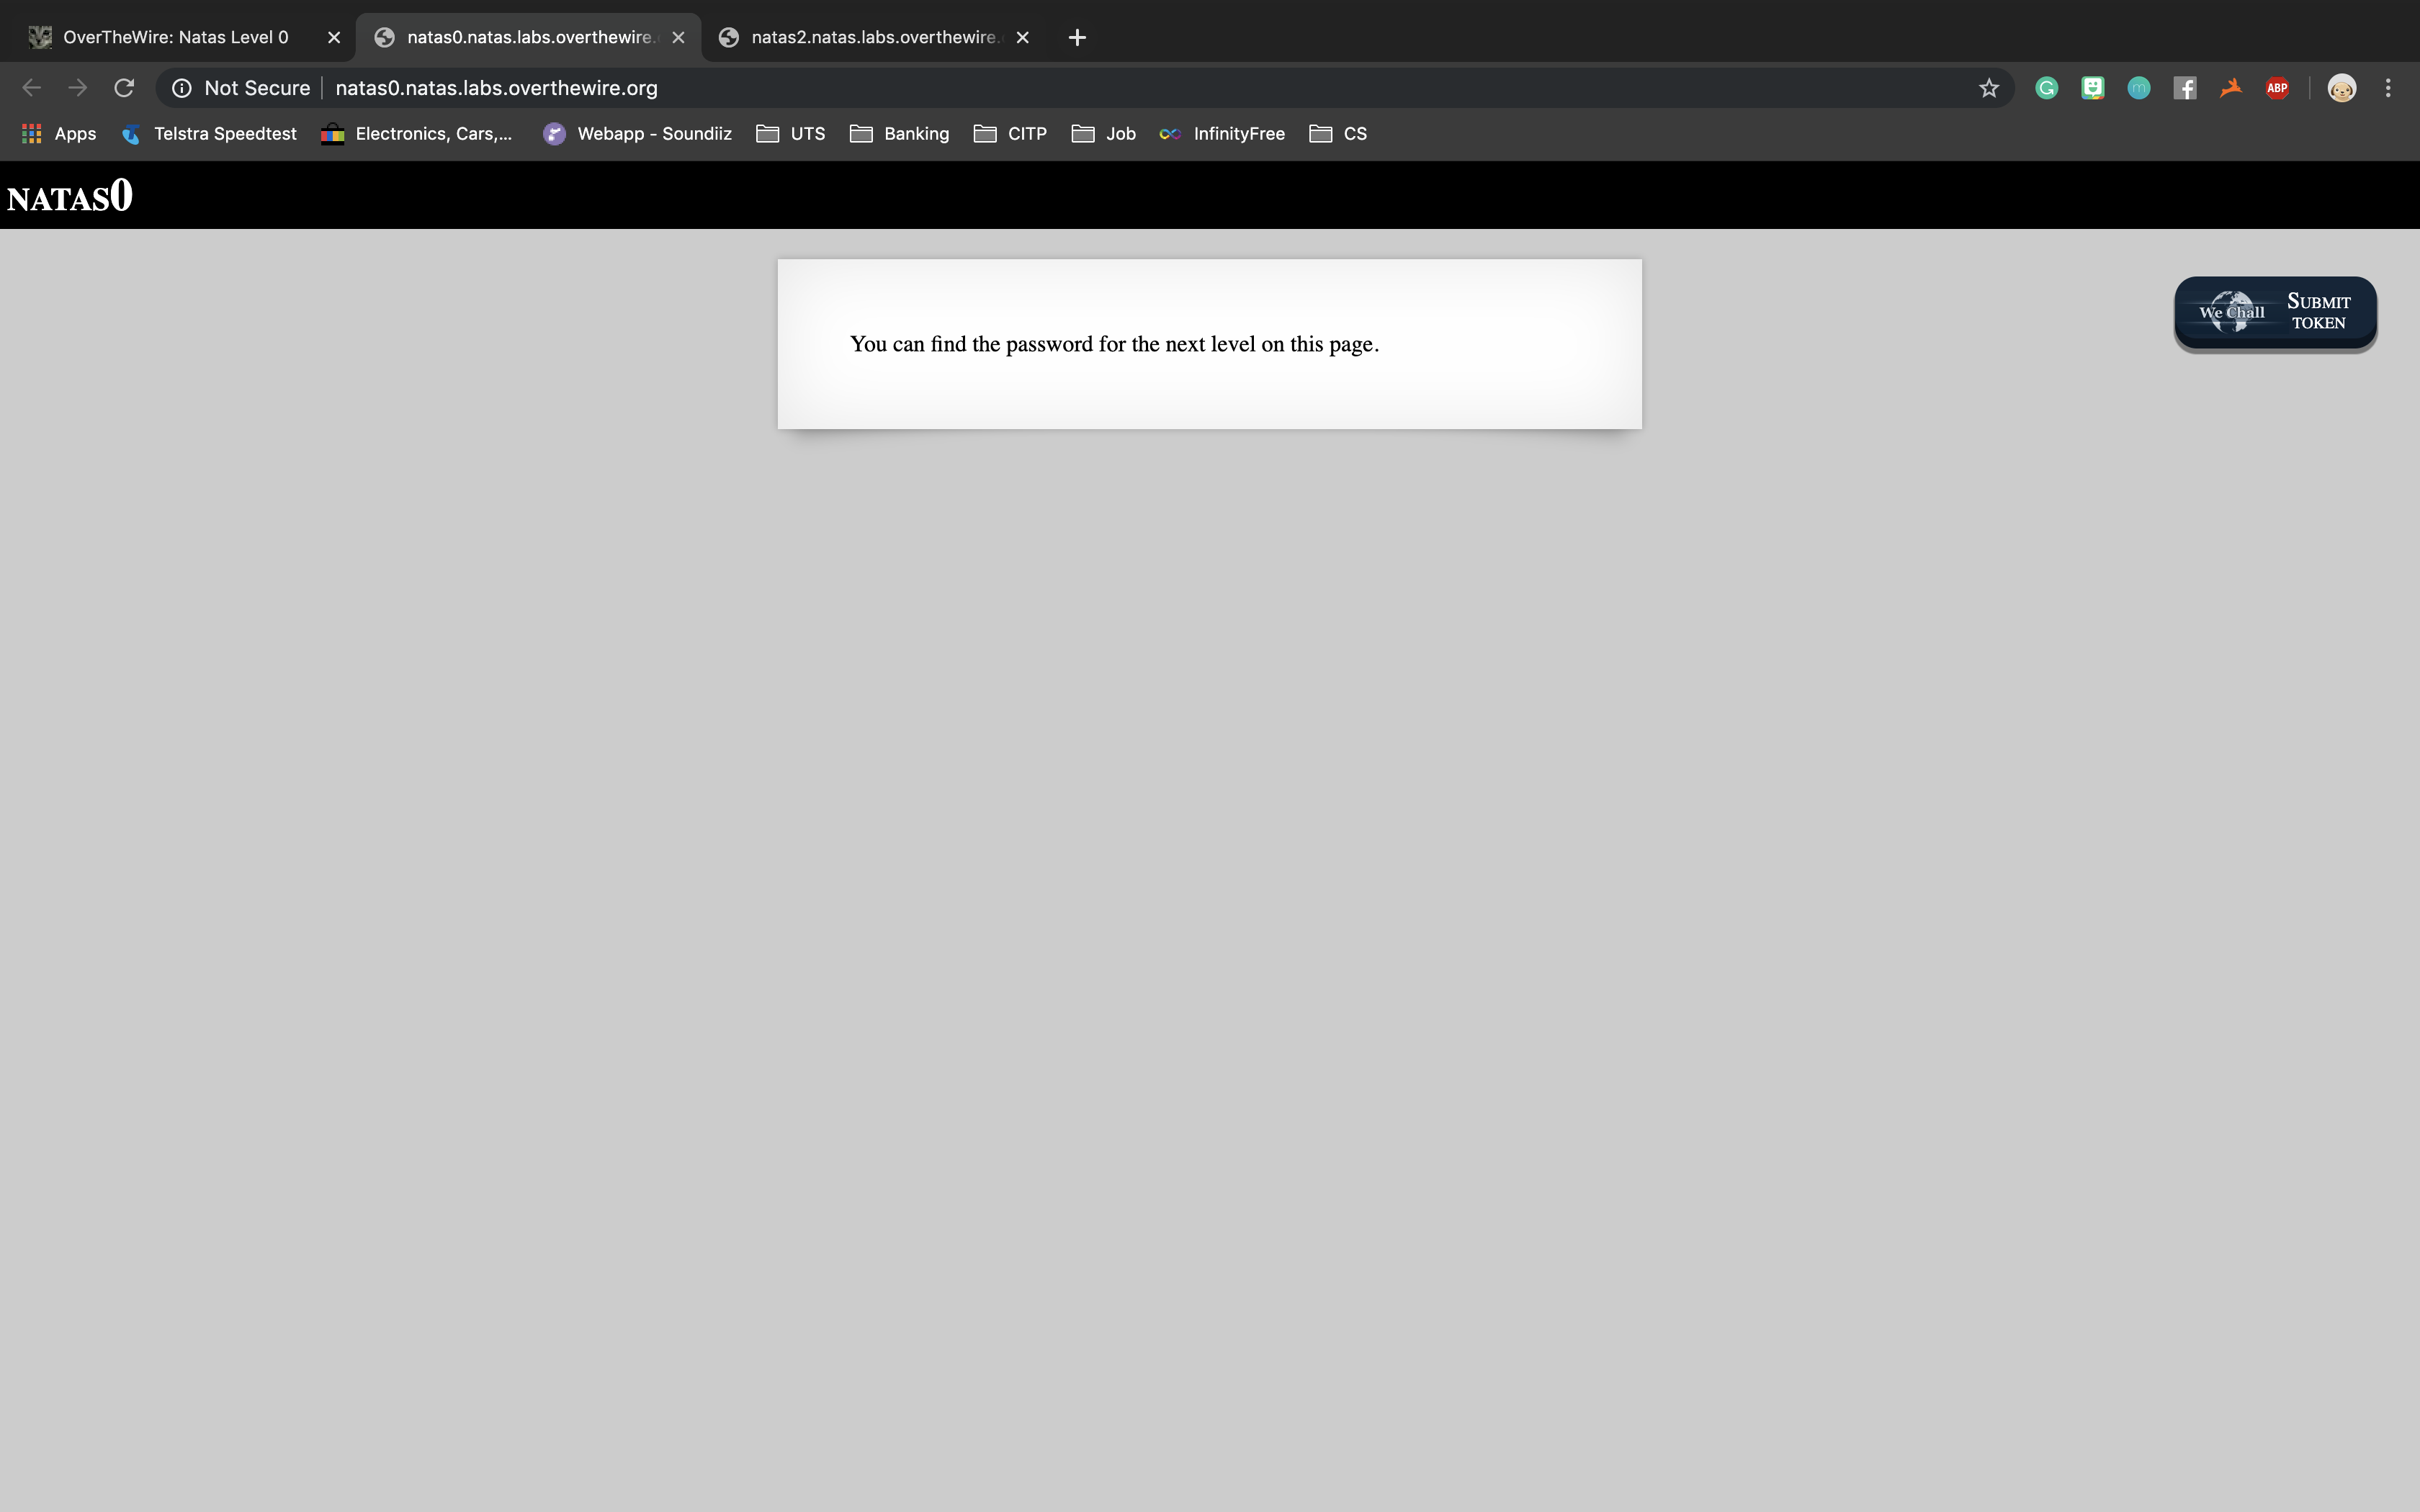 OverTheWire: Natas Level 0
natas0.natas.labs.overthewire.
natas2.natas.labs.overthewire.
Not Secure
natas0.natas.labs.overthewire.org
ABP
Apps
Telstra Speedtest
Electronics, Cars,...
Webapp - Soundiiz
UTS
Banking
CITP
Job
InfinityFree
CS
NATAS0
You can find the password for the next level on this page.
We Chall
SUBMIT
TOKEN